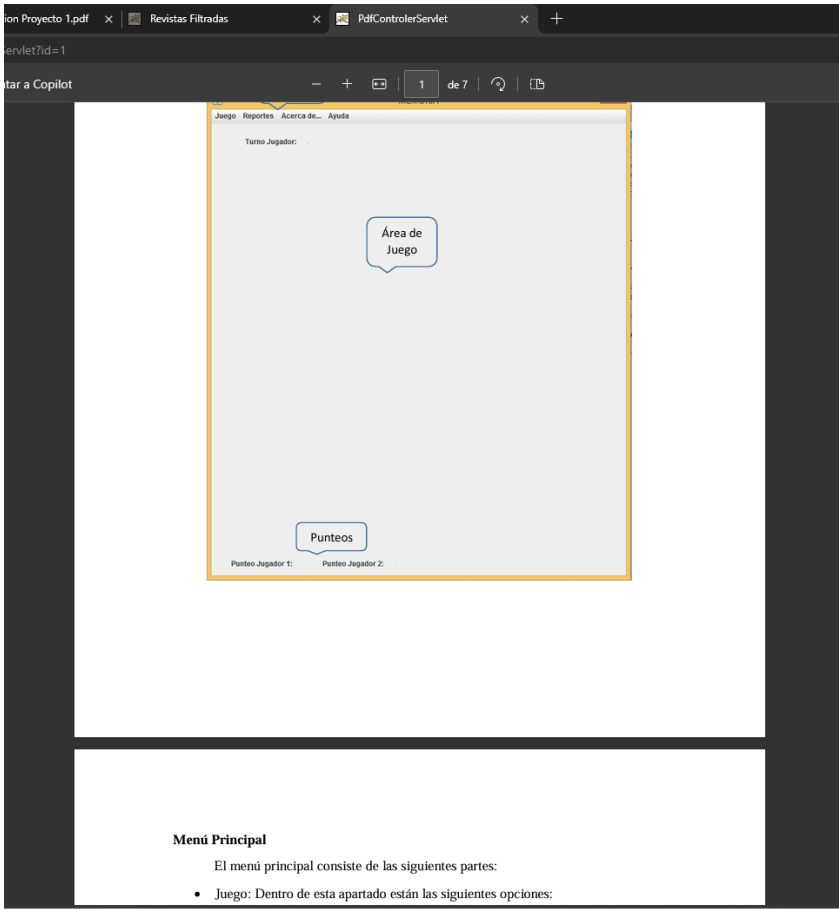 ion Proyecto 1.pdf
Revistas Filtradas
PdfControlerServlet
Servlet?id=1
tar a Copilot
1 de 7
Juego Reportes Acerca de... Ayuda
Turno Jugador:
Área de
Juego
Punteos
Punteo Jugador 1: Punteo Jugador 2:
Menú Principal
El menú principal consiste de las siguientes partes:
• Juego: Dentro de esta apartado están las siguientes opciones: